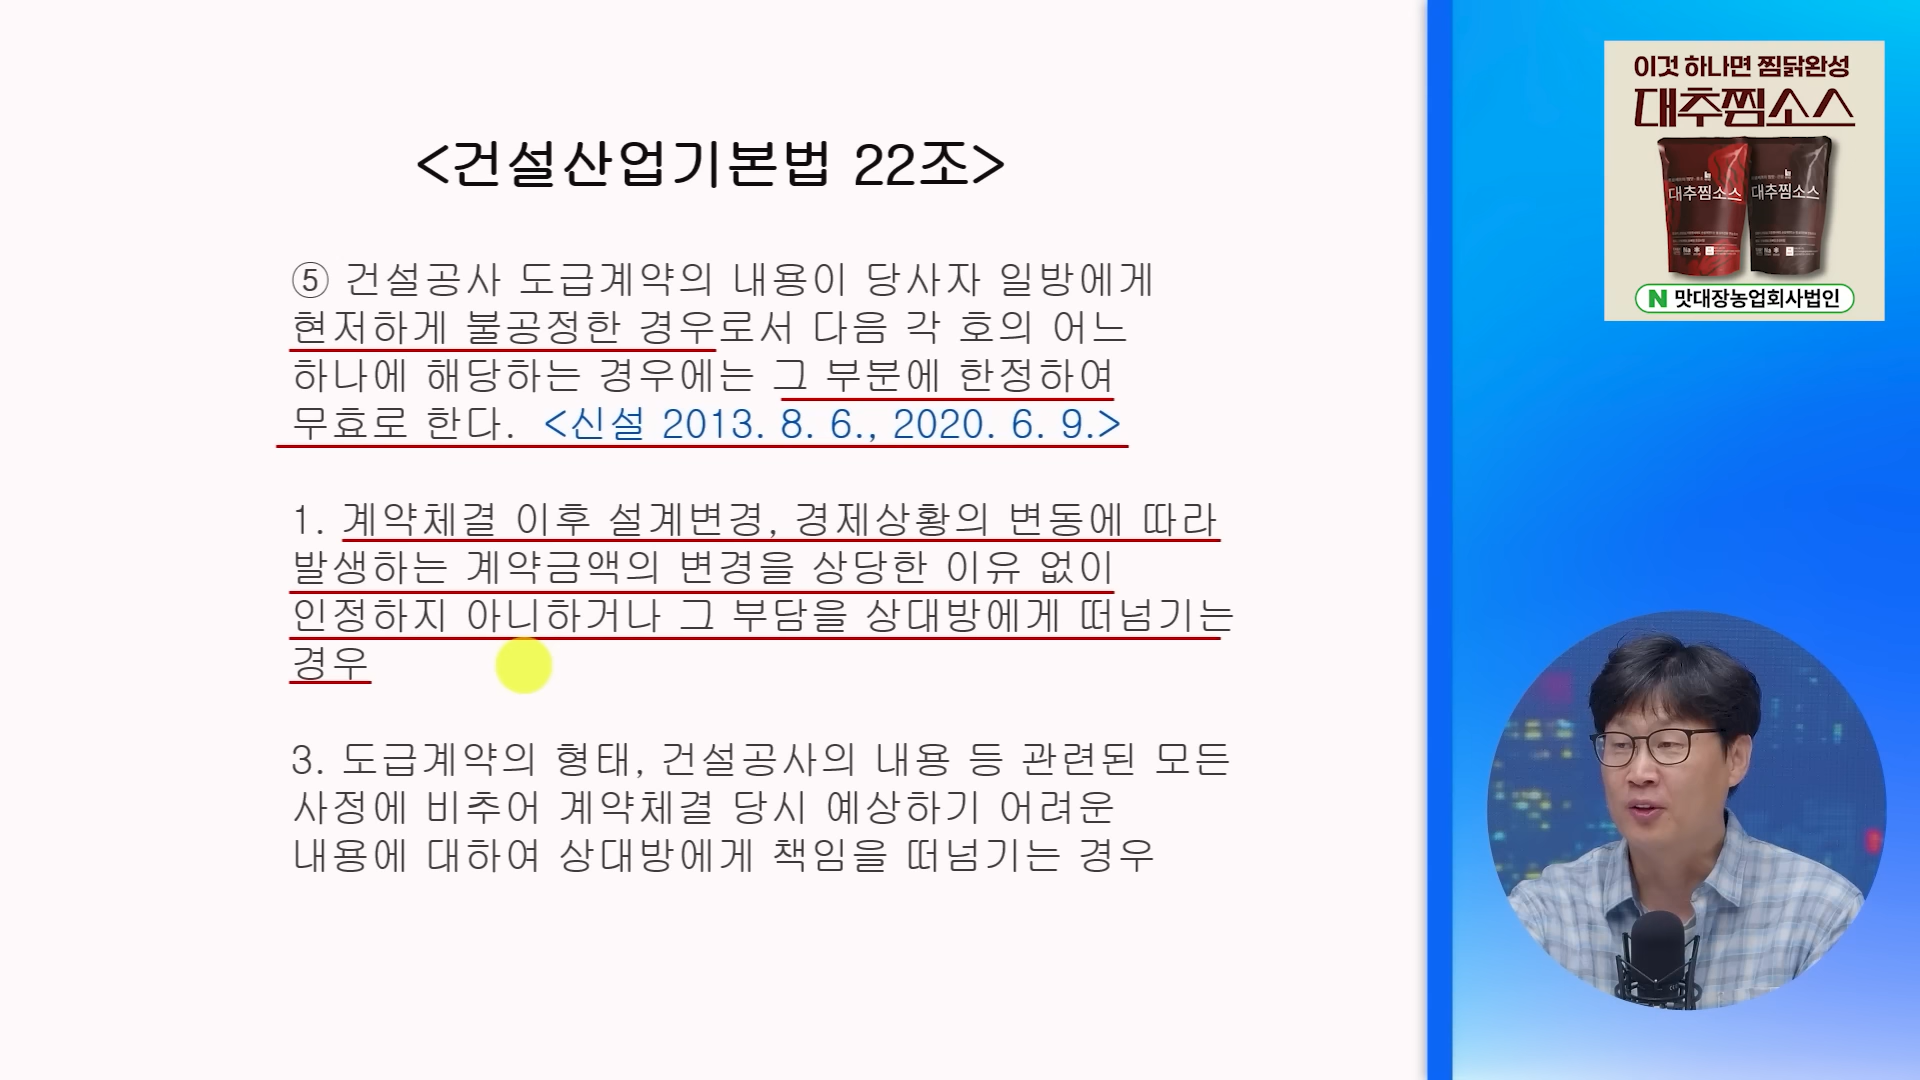 <건설산업기본법 22조>
⑤ 건설공사 도급계약의 내용이 당사자 일방에게
현저하게 불공정한 경우로서 다음 각 호의 어느
하나에 해당하는 경우에는 그 부분에 한정하여
무효로 한다. <신설 2013. 8. 6., 2020. 6. 9.>
1. 계약체결 이후 설계변경, 경제상황의 변동에 따라
발생하는 계약금액의 변경을 상당한 이유 없이
인정하지 아니하거나 그 부담을 상대방에게 떠넘기는
경우
3. 도급계약의 형태, 건설공사의 내용 등 관련된 모든
사정에 비추어 계약체결 당시 예상하기 어려운
내용에 대하여 상대방에게 책임을 떠넘기는 경우
이것 하나면 찜닭완성
대추찜소스
대추찜소스
대추찜소스
N 맛대장농업회사법인